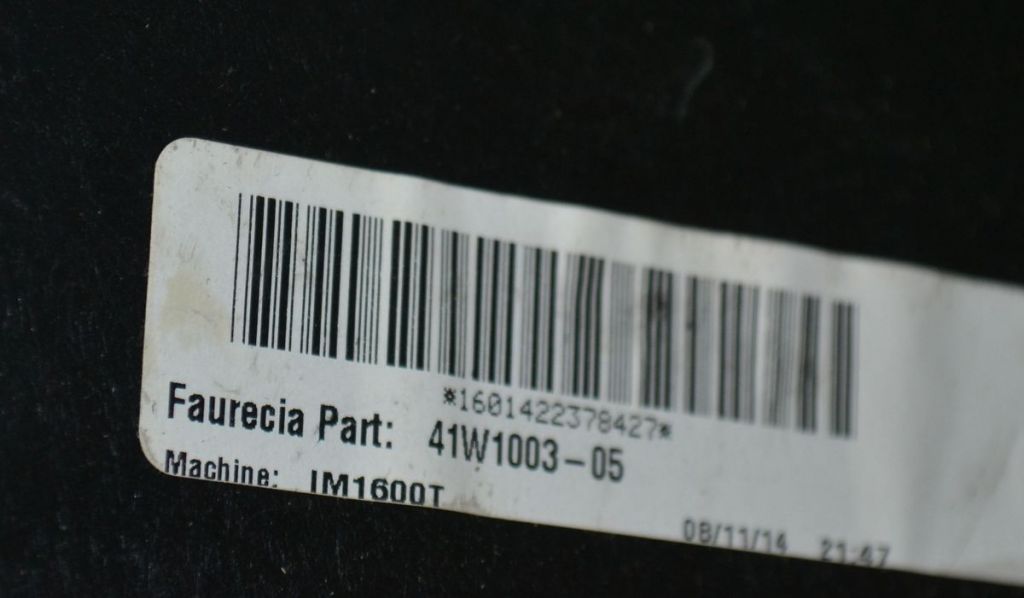 *1601422378427*
Faurecia Part: 41W1003-05
Machine: IM1600T
08/11/14 21:47